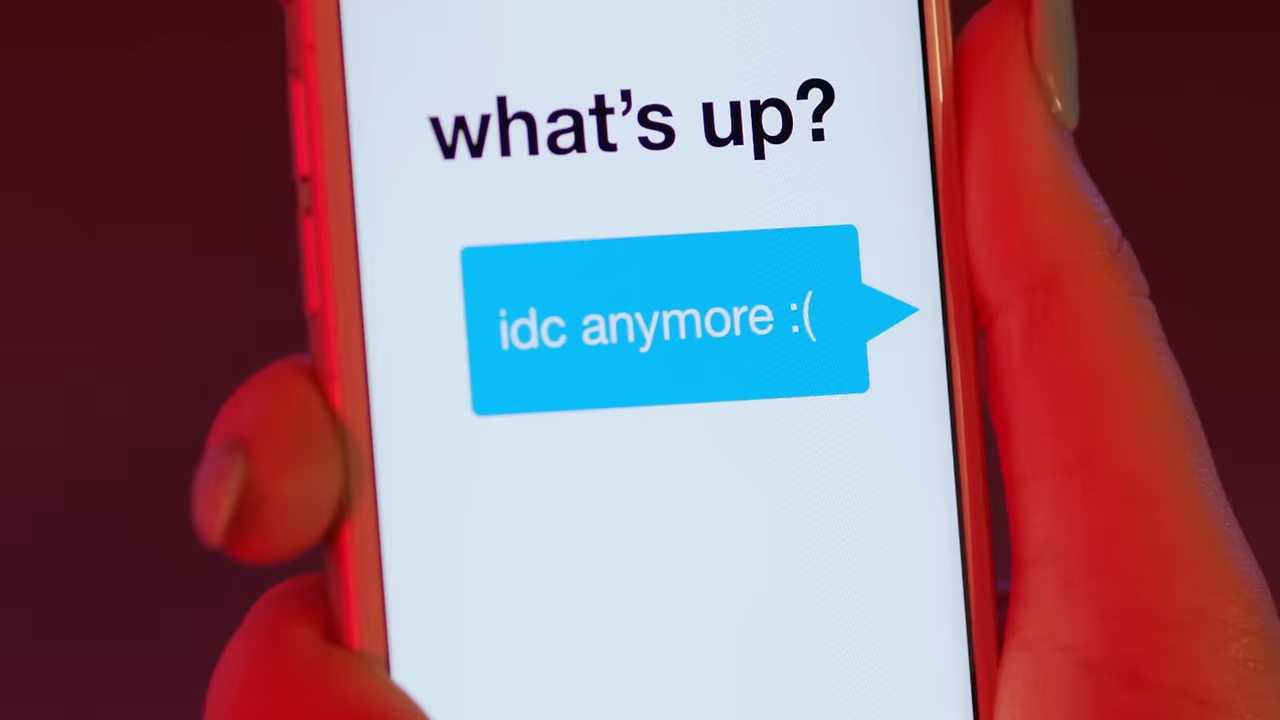 what’s up?
idc anymore :(